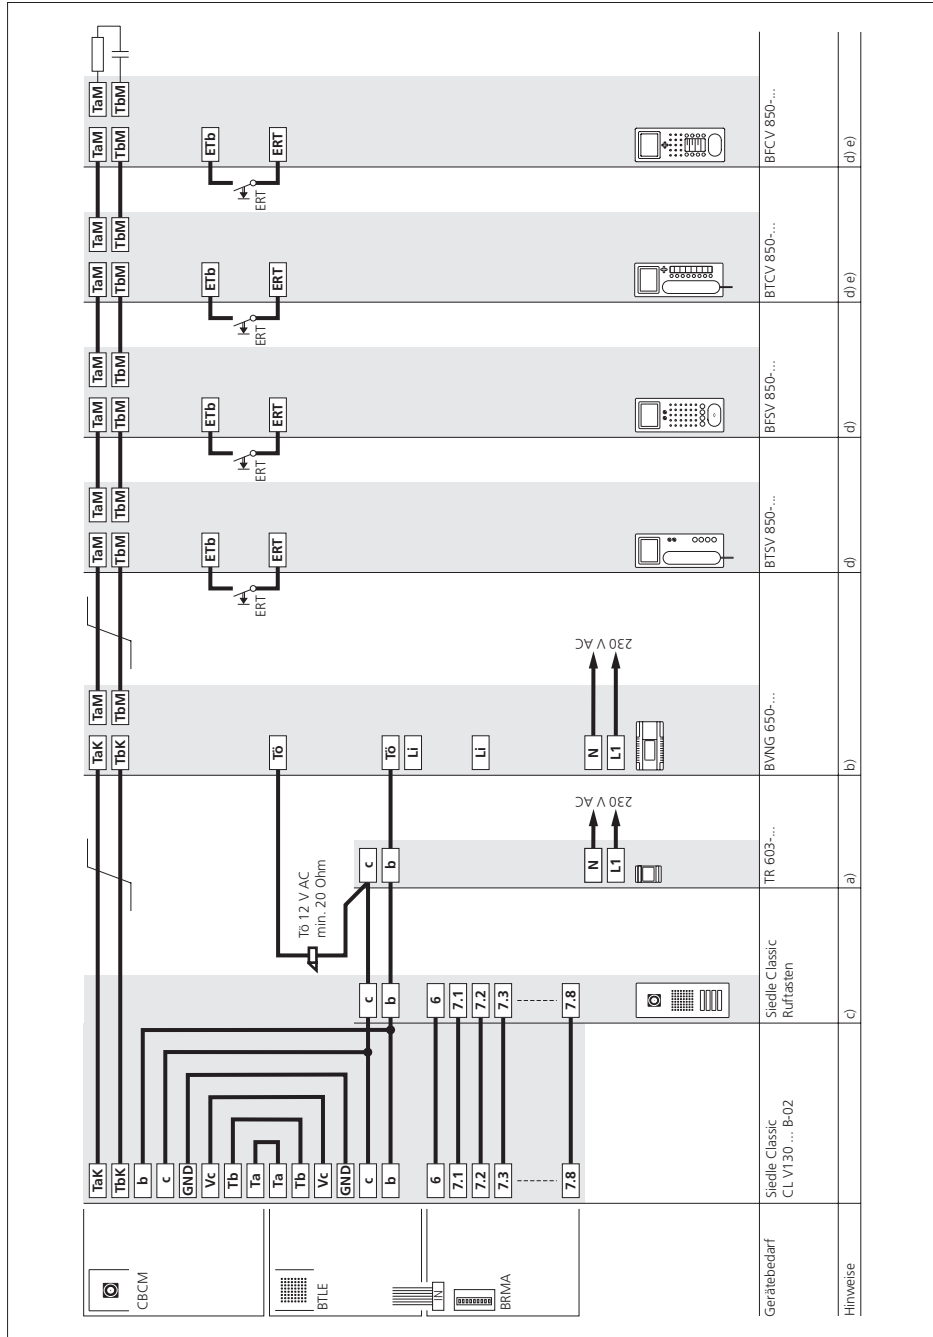 TaK TaK TaM TaM TaM TaM TaM TaM TaM TaM TaM
TbK TbK TbM TbM TbM TbM TbM TbM TbM TbM TbM
CBCM b
c
GND
Vc ETb ETb ETb ETb
Tb
Ta
ERT ERT ERT ERT
Ta Tö ERT ERT ERT ERT
Tb
Tö 12 V AC
min. 20 Ohm
BTLE Vc
GND
c c c
b b b Tö
Li
IN 6 6
7.1 7.1
7.2 7.2 Li
BRMA 7.3 7.3
7.8 7.8
N N
230 V AC 230 V AC
L1 L1
Gerätebedarf
Siedle Classic
CL V130 ... B-02
Siedle Classic
Ruftasten
TR 603-...
BVNG 650-...
BTSV 850-...
BFSV 850-...
BTCV 850-...
BFCV 850-...
Hinweise
c)
a)
b)
d)
d)
d) e)
d) e)